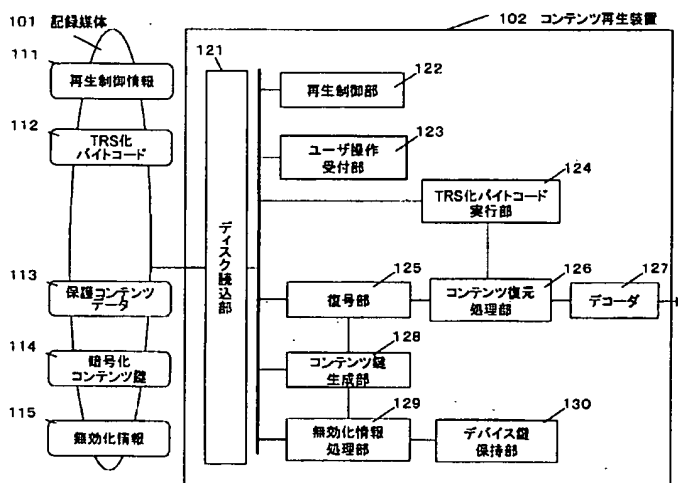 101 記録媒体
102 コンテンツ再生装置
111
再生制御情報
112
TRS化
バイトコード
113
保護コンテンツ
データ
114
暗号化
コンテンツ鍵
115
無効化情報
121
ディスク読込部
122
再生制御部
123
ユーザ操作
受付部
124
TRS化バイトコード
実行部
125
復号部
126
コンテンツ復元
処理部
127
デコーダ
128
コンテンツ鍵
生成部
129
無効化情報
処理部
130
デバイス鍵
保持部